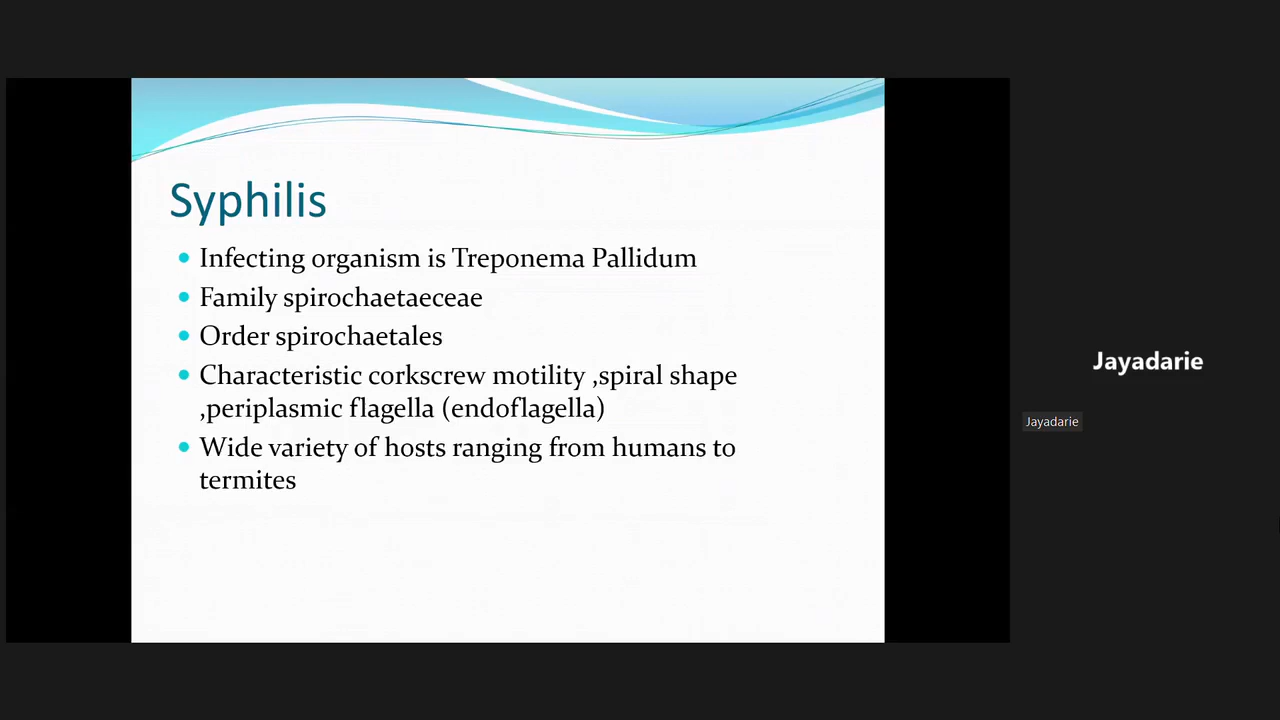 Syphilis
Infecting organism is Treponema Pallidum
Family spirochaetaeceae
Order spirochaetales
Characteristic corkscrew motility ,spiral shape
,periplasmic flagella (endoflagella)
Wide variety of hosts ranging from humans to
termites
Jayadarie
Jayadarie